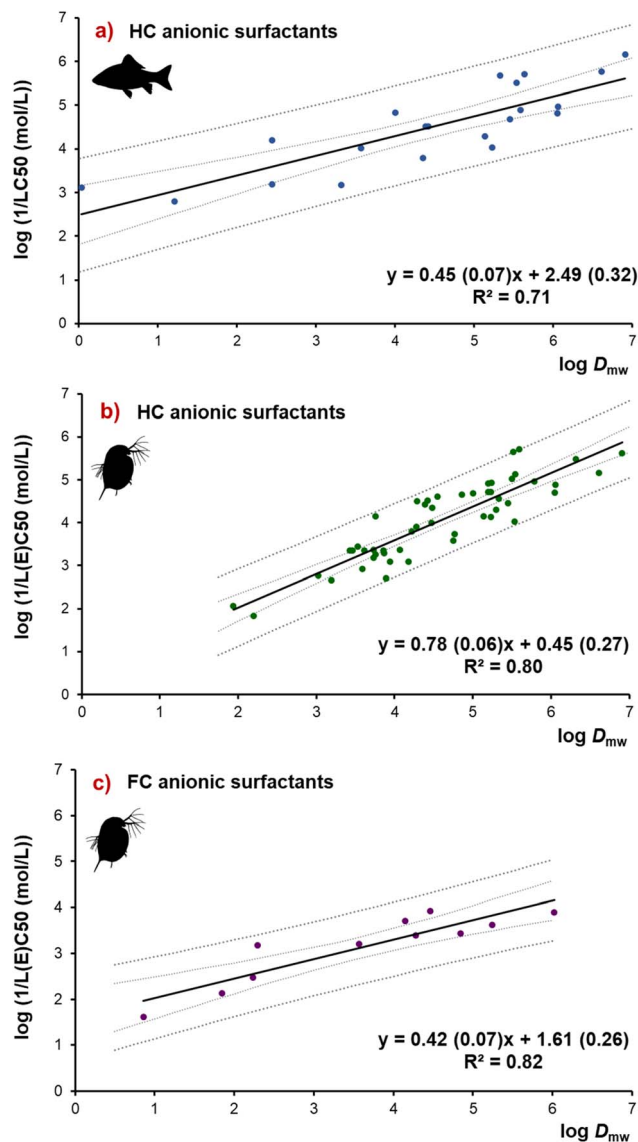 a) HC anionic surfactants
log (1/LC50 (mol/L))
7
6
5
4
3
2
1
0
y = 0.45 (0.07)x + 2.49 (0.32)
R² = 0.71
0 1 2 3 4 5 6 7
log Dmw
b) HC anionic surfactants
log (1/L(E)C50 (mol/L))
7
6
5
4
3
2
1
0
y = 0.78 (0.06)x + 0.45 (0.27)
R² = 0.80
0 1 2 3 4 5 6 7
log Dmw
c) FC anionic surfactants
log (1/L(E)C50 (mol/L))
7
6
5
4
3
2
1
0
y = 0.42 (0.07)x + 1.61 (0.26)
R² = 0.82
0 1 2 3 4 5 6 7
log Dmw